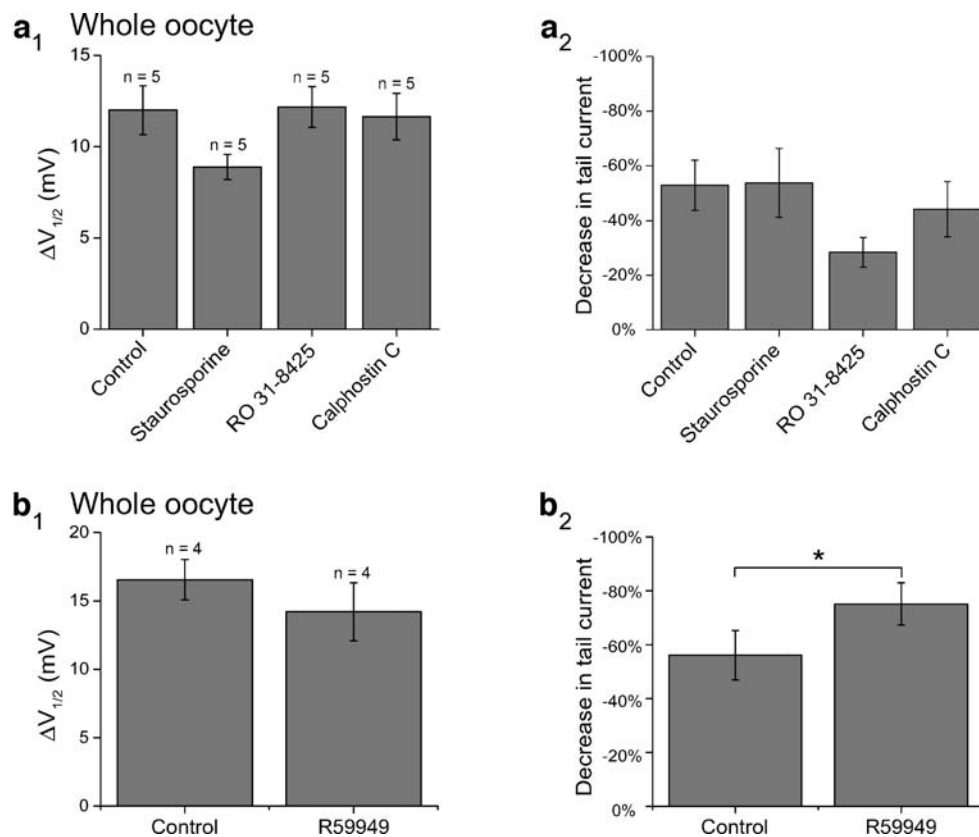 a1 Whole oocyte
15
10
5
0
ΔV1/2 (mV)
n = 5
n = 5
n = 5
n = 5
Control
Staurosporine
RO 31-8425
Calphostin C
a2
-100%
-80%
-60%
-40%
-20%
0%
Decrease in tail current
Control
Staurosporine
RO 31-8425
Calphostin C
b1 Whole oocyte
20
15
10
5
0
ΔV1/2 (mV)
n = 4
n = 4
Control
R59949
b2
-100%
-80%
-60%
-40%
-20%
0%
Decrease in tail current
*
Control
R59949